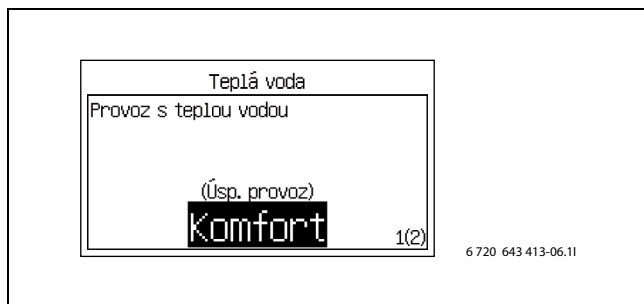 Teplá voda
Provoz s teplou vodou
(Úsp. provoz)
Komfort
1(2)
6 720 643 413-06.1I